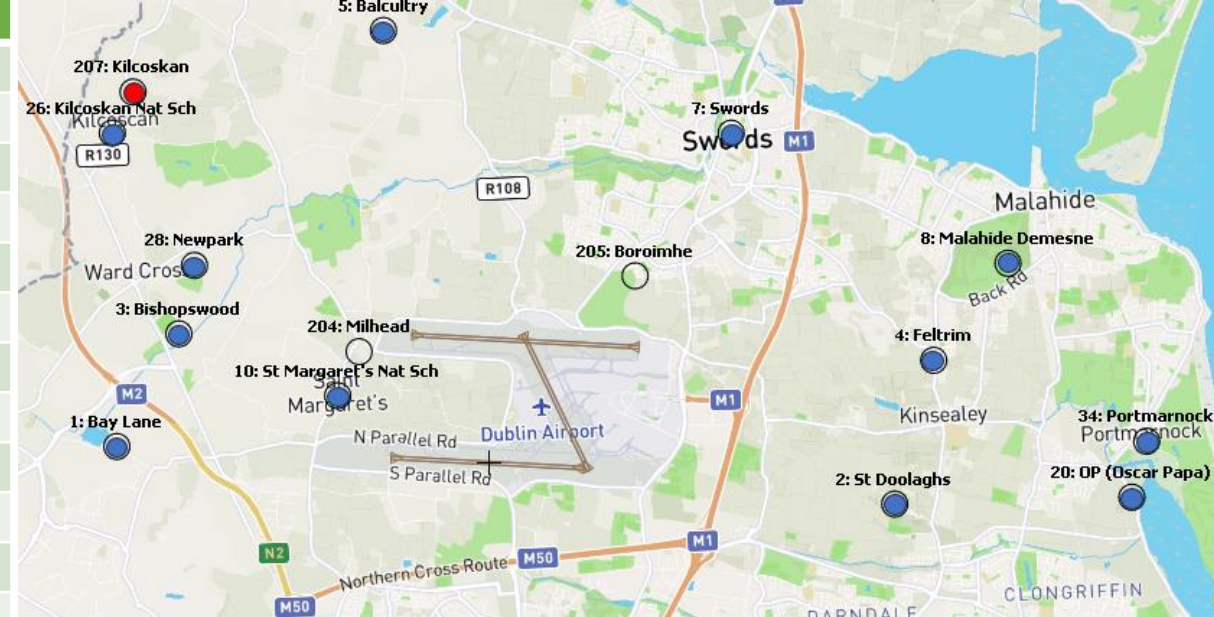 5: Balcultry
207: Kilcoskan
26: Kilcoskan Nat Sch
Kilcoscan
R130
7: Swords
Swords
M1
R108
Malahide
28: Newpark
Ward Cross
205: Boroimhe
8: Malahide Demesne
Back Rd
3: Bishopswood
204: Milhead
4: Feltrim
10: St Margaret's Nat Sch
Saint
Margaret's
M2
M1
Kinsealey
34: Portmarnock
Portmarnock
1: Bay Lane
N Parallel Rd
Dublin Airport
S Parallel Rd
2: St Doolaghs
20: OP (Oscar Papa)
M1
N2
M50
Northern Cross Route
M50
CLONGRIFFIN
DARNDALE